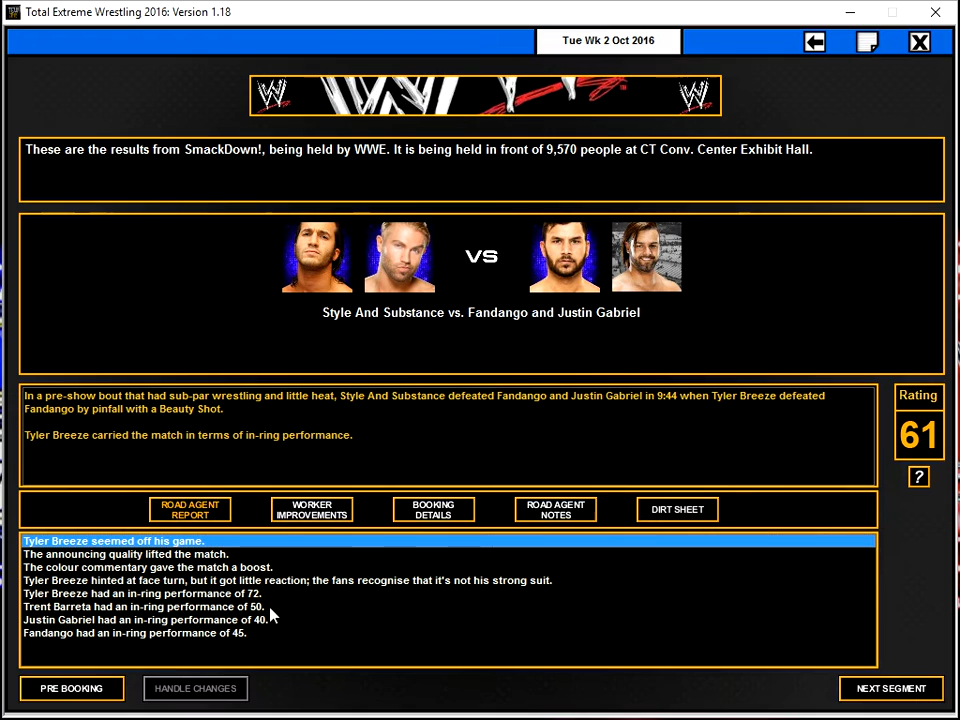 Total Extreme Wrestling 2016: Version 1.18
Tue Wk 2 Oct 2016
These are the results from SmackDown!, being held by WWE. It is being held in front of 9,570 people at CT Conv. Center Exhibit Hall.
VS
Style And Substance vs. Fandango and Justin Gabriel
In a pre-show bout that had sub-par wrestling and little heat, Style And Substance defeated Fandango and Justin Gabriel in 9:44 when Tyler Breeze defeated
Fandango by pinfall with a Beauty Shot.
Tyler Breeze carried the match in terms of in-ring performance.
Rating
61
?
ROAD AGENT
REPORT
WORKER
IMPROVEMENTS
BOOKING
DETAILS
ROAD AGENT
NOTES
DIRT SHEET
Tyler Breeze seemed off his game.
The announcing quality lifted the match.
The colour commentary gave the match a boost.
Tyler Breeze hinted at face turn, but it got little reaction; the fans recognise that it's not his strong suit.
Tyler Breeze had an in-ring performance of 72.
Trent Barreta had an in-ring performance of 50.
Justin Gabriel had an in-ring performance of 40.
Fandango had an in-ring performance of 45.
PRE BOOKING
HANDLE CHANGES
NEXT SEGMENT